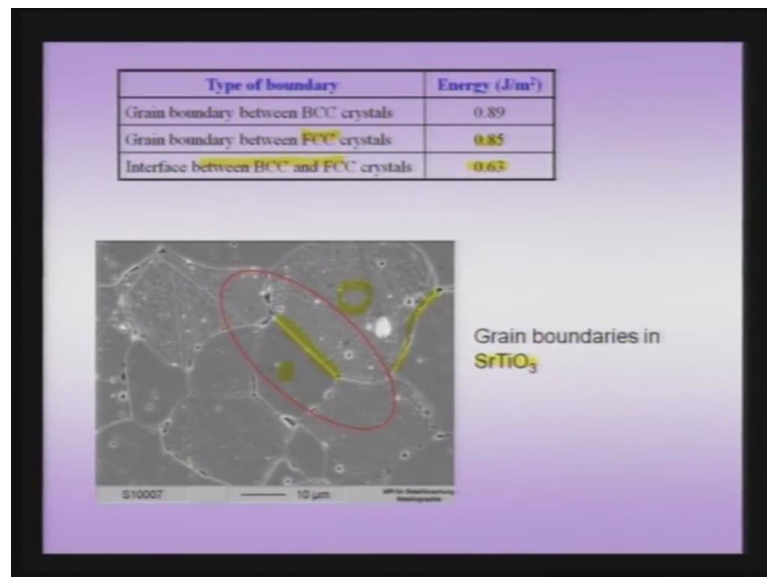 Type of boundary Energy (J/m²)
Grain boundary between BCC crystals 0.89
Grain boundary between FCC crystals 0.85
Interface between BCC and FCC crystals 0.63
Grain boundaries in
SrTiO₃
S10007 10 µm